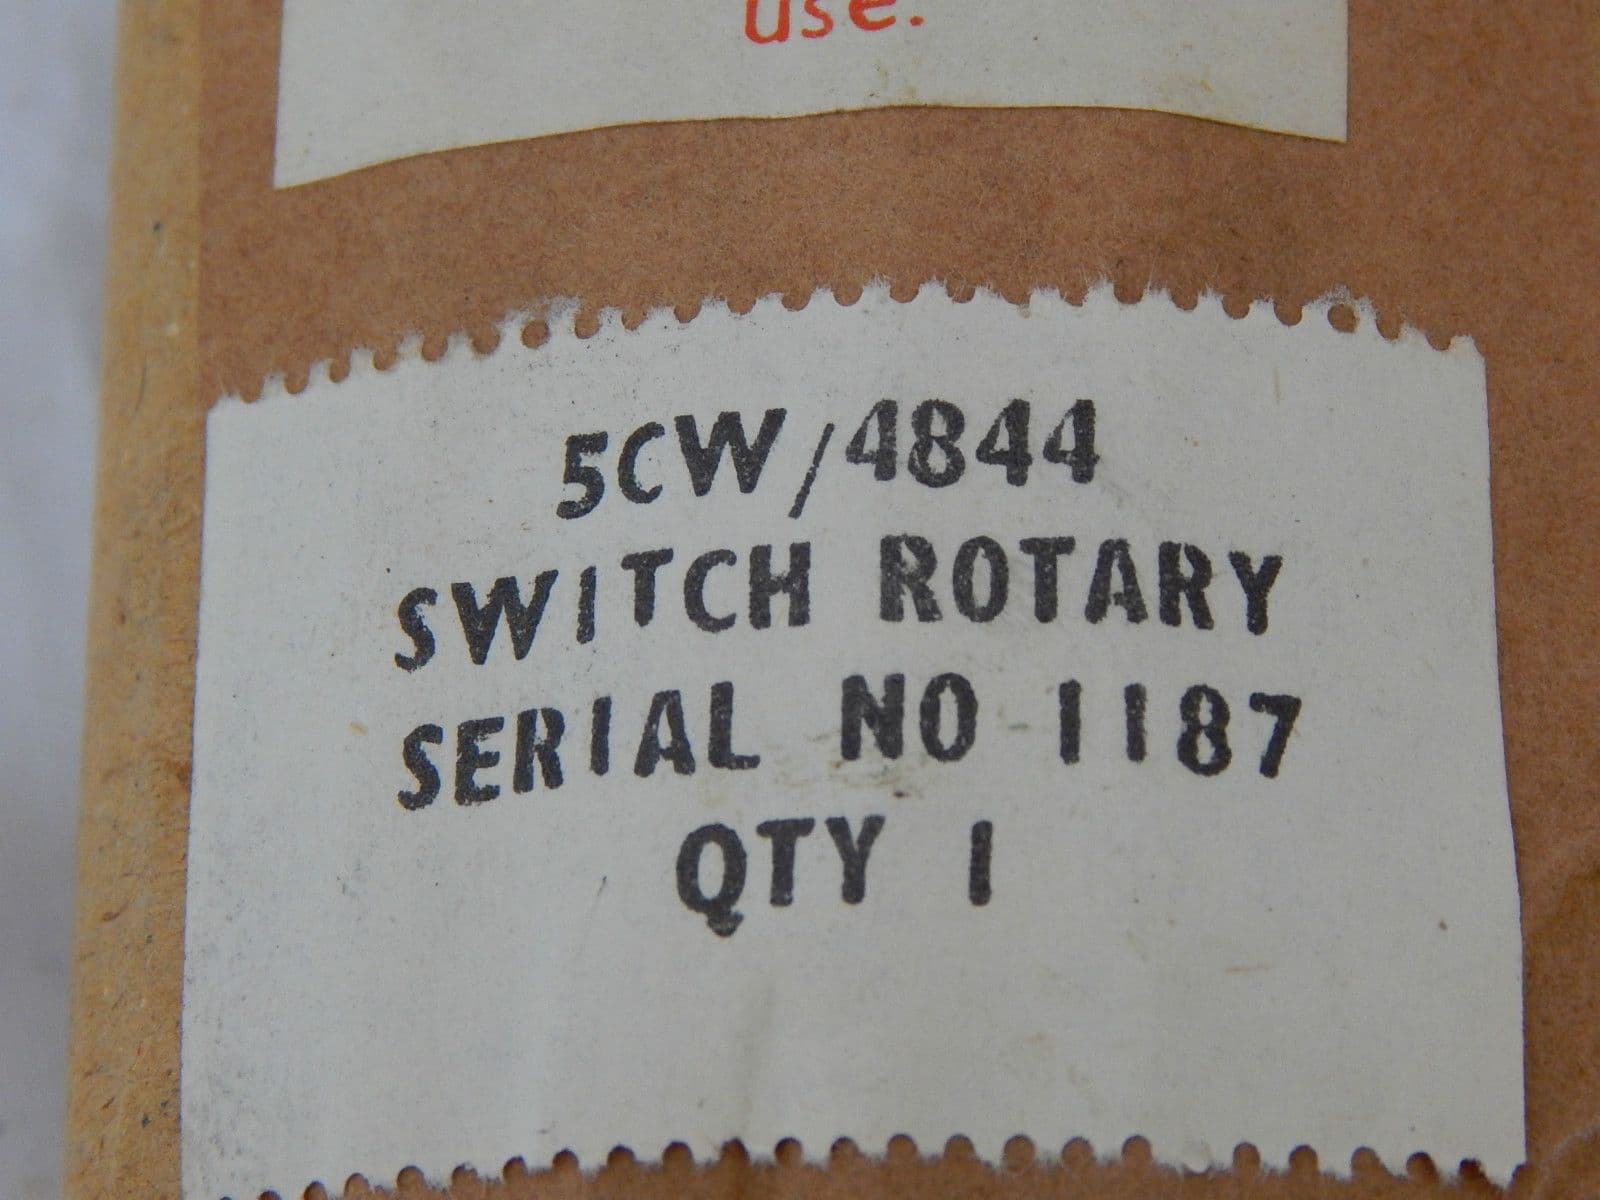 use.
5CW/4844
SWITCH ROTARY
SERIAL NO 1187
QTY 1